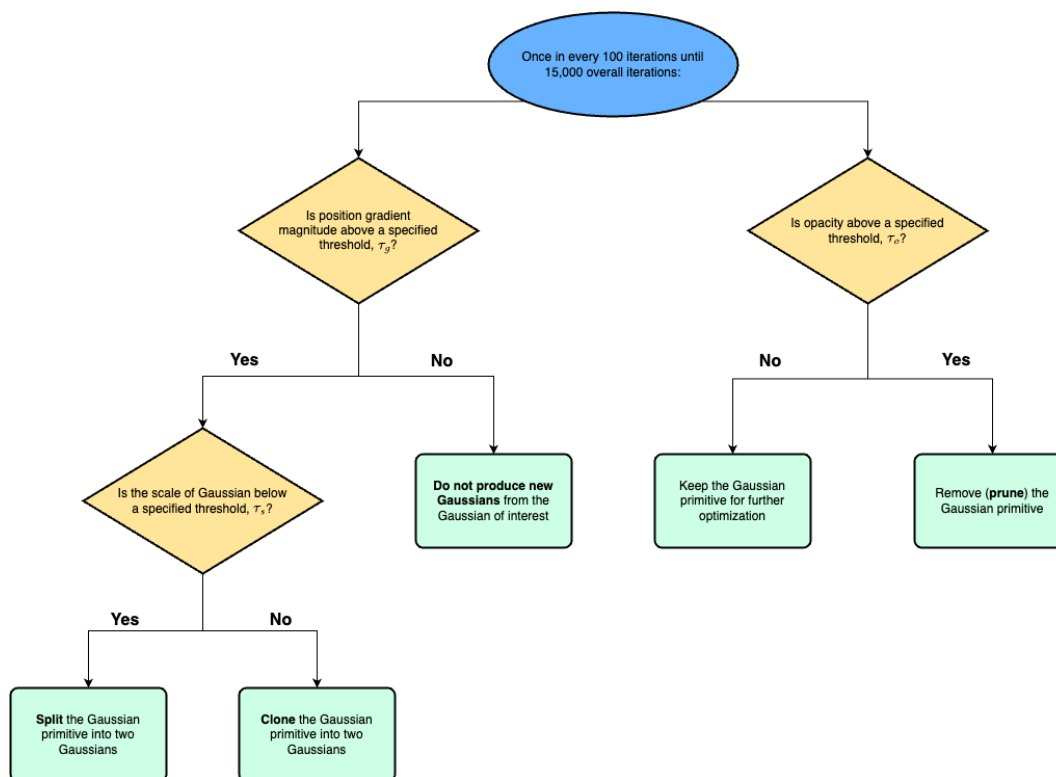 Once in every 100 iterations until
15,000 overall iterations:
Is position gradient
magnitude above a specified
threshold, τ_g?
Is opacity above a specified
threshold, τ_o?
Yes
No
No
Yes
Is the scale of Gaussian below
a specified threshold, τ_s?
Do not produce new
Gaussians from the
Gaussian of interest
Keep the Gaussian
primitive for further
optimization
Remove (prune) the
Gaussian primitive
Yes
No
Split the Gaussian
primitive into two
Gaussians
Clone the Gaussian
primitive into two
Gaussians